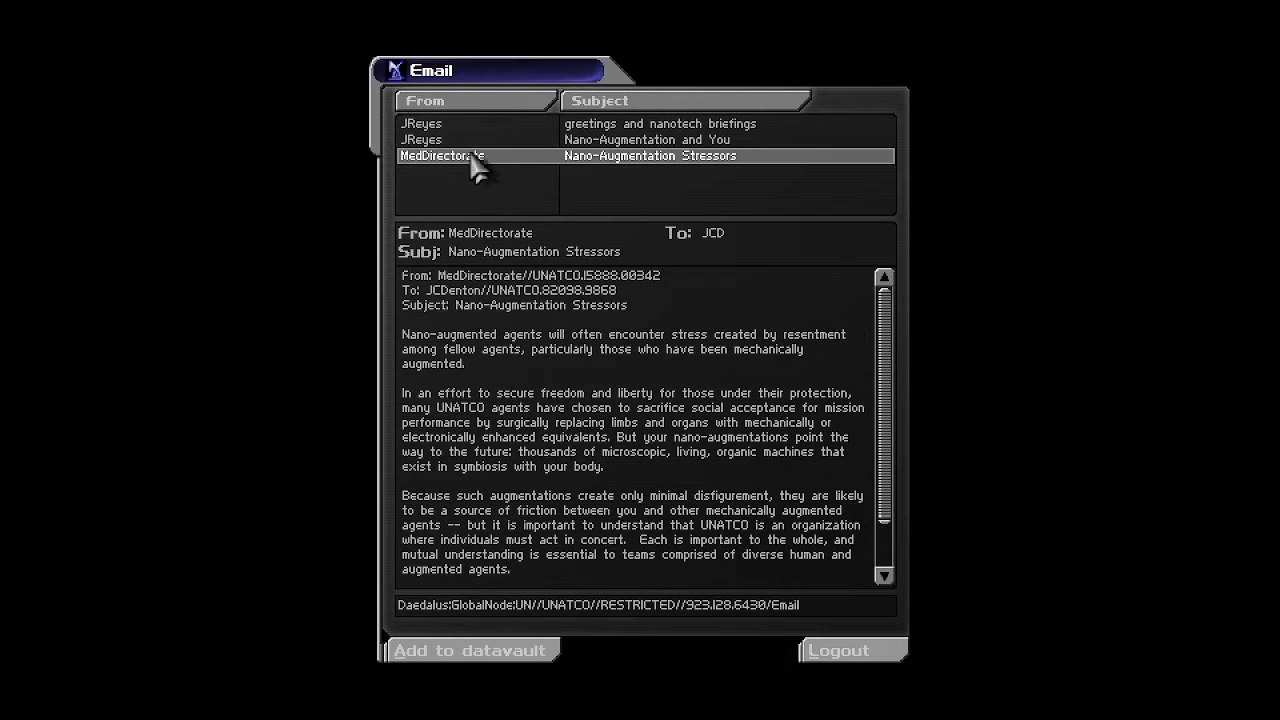 Email
From Subject
JReyes greetings and nanotech briefings
JReyes Nano-Augmentation and You
MedDirectorate Nano-Augmentation Stressors
From: MedDirectorate To: JCD
Subj: Nano-Augmentation Stressors
From: MedDirectorate//UNATCO.15888.00342
To: JCDenton//UNATCO.82098.9868
Subject: Nano-Augmentation Stressors
Nano-augmented agents will often encounter stress created by resentment
among fellow agents, particularly those who have been mechanically
augmented.
In an effort to secure freedom and liberty for those under their protection,
many UNATCO agents have chosen to sacrifice social acceptance for mission
performance by surgically replacing limbs and organs with mechanically or
electronically enhanced equivalents. But your nano-augmentations point the
way to the future: thousands of microscopic, living, organic machines that
exist in symbiosis with your body.
Because such augmentations create only minimal disfigurement, they are likely
to be a source of friction between you and other mechanically augmented
agents -- but it is important to understand that UNATCO is an organization
where individuals must act in concert. Each is important to the whole, and
mutual understanding is essential to teams comprised of diverse human and
augmented agents.
Daedalus:GlobalNode:UN//UNATCO//RESTRICTED//923.128.6430/Email
Add to datavault Logout